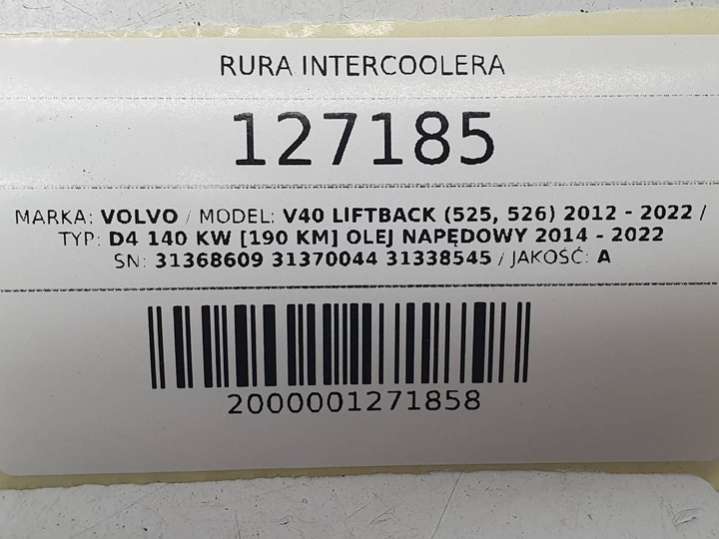 RURA INTERCOOLERA
127185
MARKA: VOLVO / MODEL: V40 LIFTBACK (525, 526) 2012 - 2022 /
TYP: D4 140 KW [190 KM] OLEJ NAPĘDOWY 2014 - 2022
SN: 31368609 31370044 31338545 / JAKOŚĆ: A
2000001271858